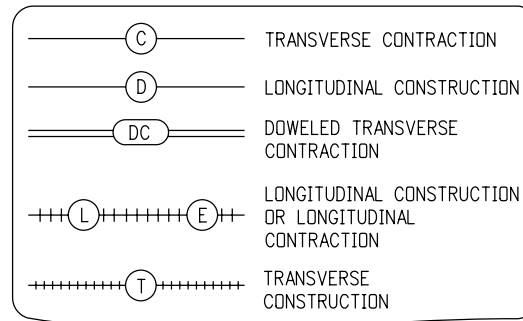 C TRANSVERSE CONTRACTION
D LONGITUDINAL CONSTRUCTION
DC DOWELED TRANSVERSE
CONTRACTION
L E LONGITUDINAL CONSTRUCTION
OR LONGITUDINAL
CONTRACTION
T TRANSVERSE
CONSTRUCTION